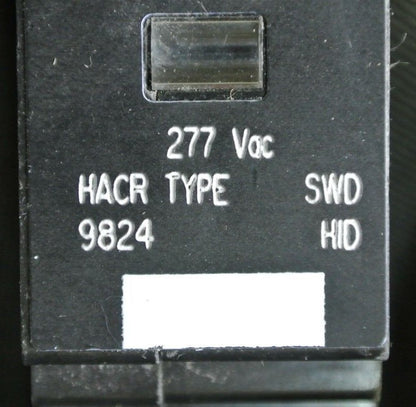 277 Vac
HACR TYPE SWD
9824 HID